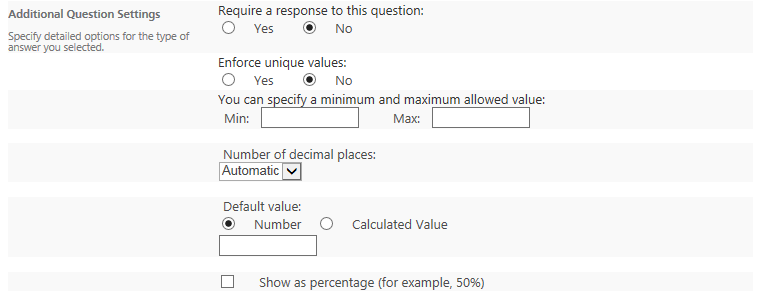 Additional Question Settings
Specify detailed options for the type of
answer you selected.
Require a response to this question:
Yes No
Enforce unique values:
Yes No
You can specify a minimum and maximum allowed value:
Min: Max:
Number of decimal places:
Automatic
Default value:
Number Calculated Value
Show as percentage (for example, 50%)